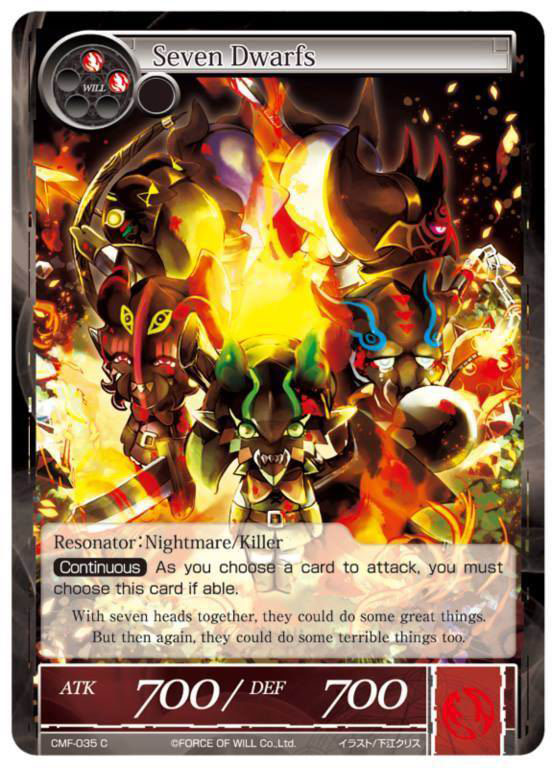 Seven Dwarfs
WILL
Resonator:Nightmare/Killer
Continuous As you choose a card to attack, you must
choose this card if able.
With seven heads together, they could do some great things.
But then again, they could do some terrible things too.
ATK 700 / DEF 700
CMF-035 C ©FORCE OF WILL Co.,Ltd. イラスト/下江クリス